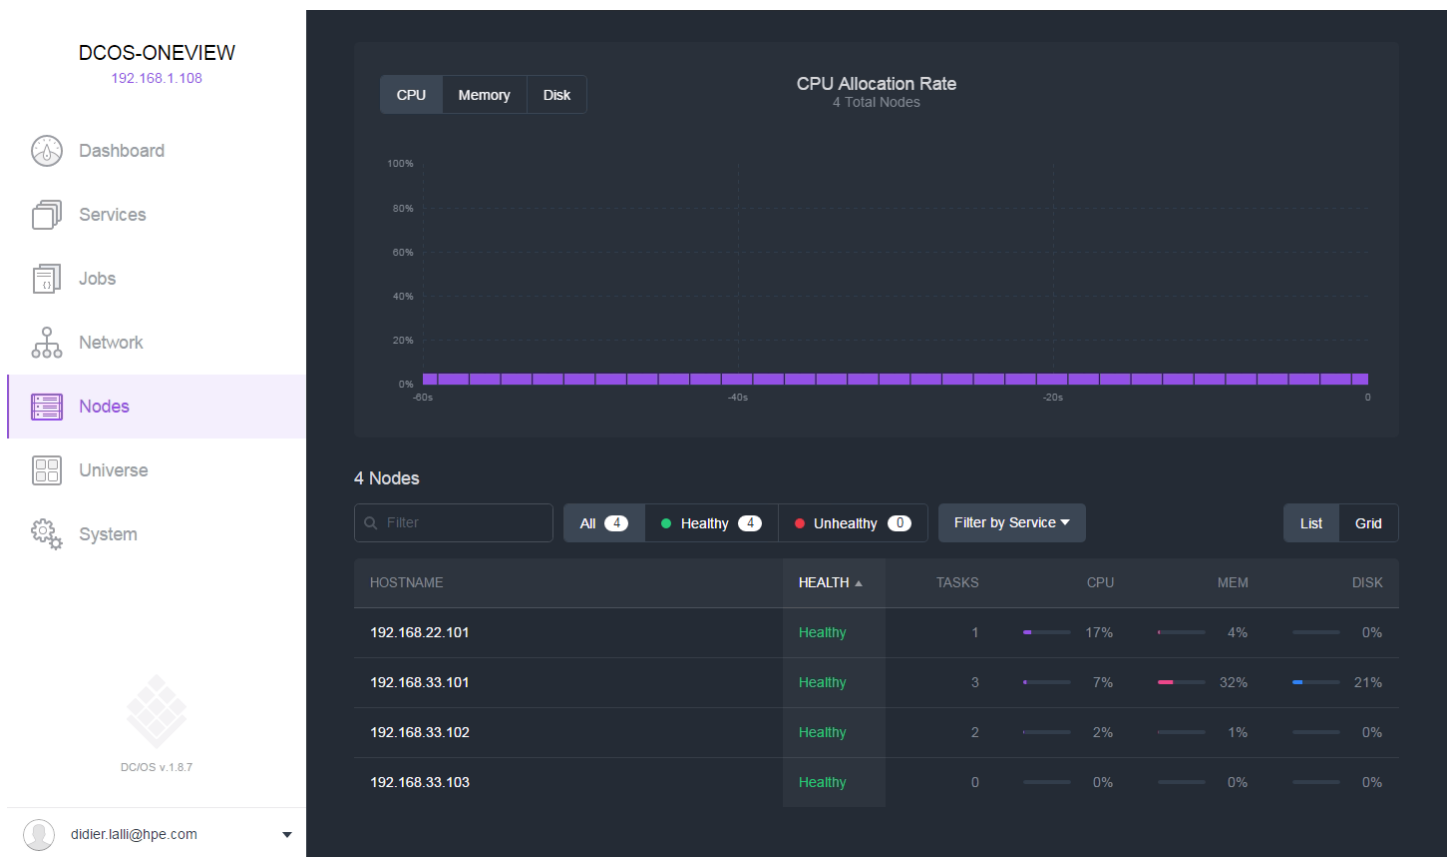 DCOS-ONEVIEW
192.168.1.108
Dashboard
Services
Jobs
Network
Nodes
Universe
System
DC/OS v.1.8.7
didier.lalli@hpe.com
CPU Memory Disk
CPU Allocation Rate
4 Total Nodes
100%
80%
60%
40%
20%
0%
-60s -40s -20s 0
4 Nodes
Filter All 4 Healthy 4 Unhealthy 0 Filter by Service List Grid
HOSTNAME HEALTH TASKS CPU MEM DISK
192.168.22.101 Healthy 1 17% 4% 0%
192.168.33.101 Healthy 3 7% 32% 21%
192.168.33.102 Healthy 2 2% 1% 0%
192.168.33.103 Healthy 0 0% 0% 0%